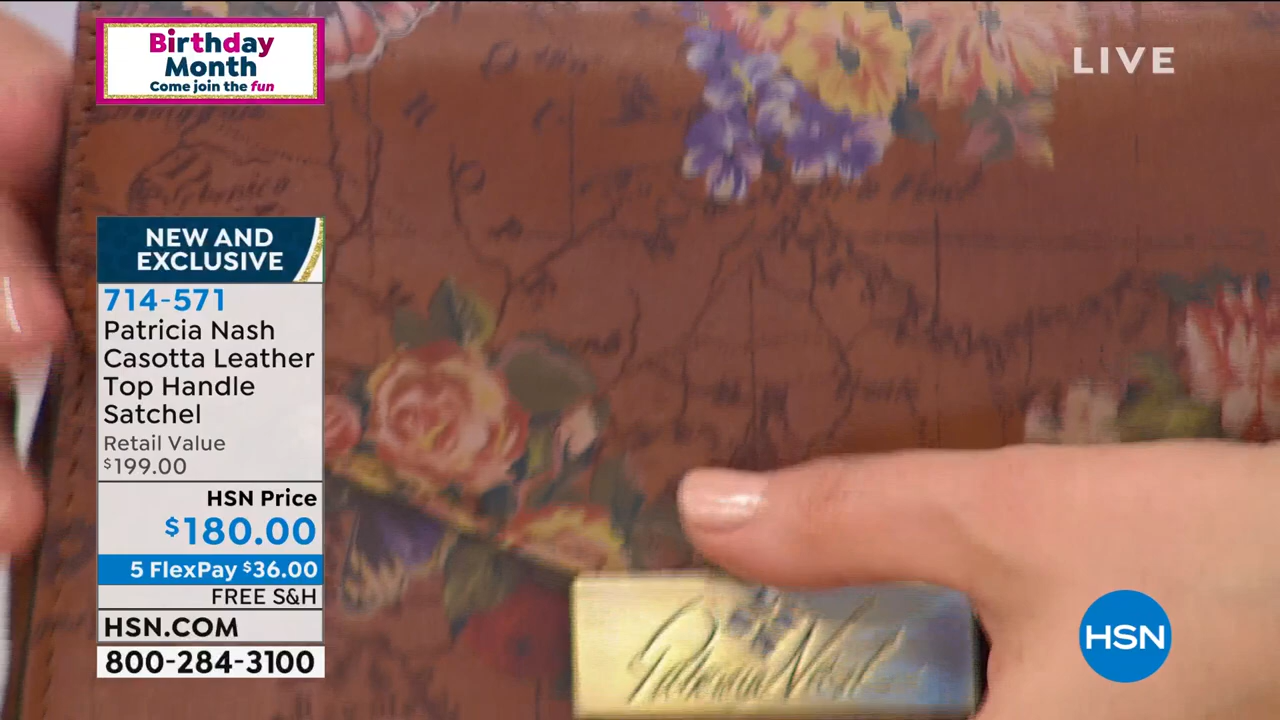 Birthday
Month
Come join the fun
LIVE
NEW AND
EXCLUSIVE
714-571
Patricia Nash
Casotta Leather
Top Handle
Satchel
Retail Value
$199.00
HSN Price
$180.00
5 FlexPay $36.00
FREE S&H
HSN.COM
800-284-3100
Patricia Nash
HSN